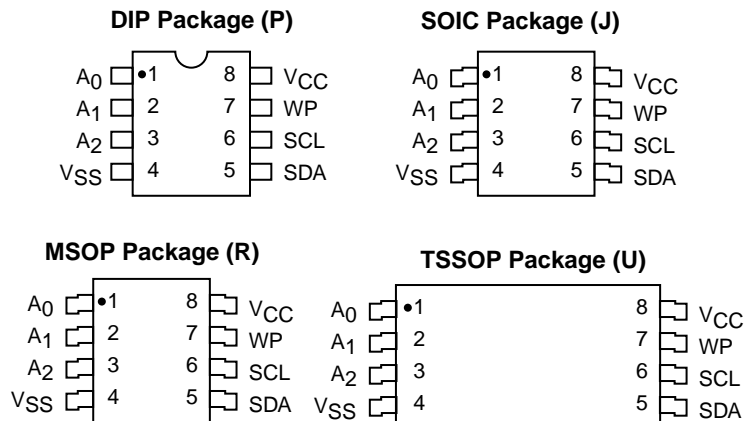 DIP Package (P)
A0 1 8 VCC
A1 2 7 WP
A2 3 6 SCL
VSS 4 5 SDA
SOIC Package (J)
A0 1 8 VCC
A1 2 7 WP
A2 3 6 SCL
VSS 4 5 SDA
MSOP Package (R)
A0 1 8 VCC
A1 2 7 WP
A2 3 6 SCL
VSS 4 5 SDA
TSSOP Package (U)
A0 1 8 VCC
A1 2 7 WP
A2 3 6 SCL
VSS 4 5 SDA